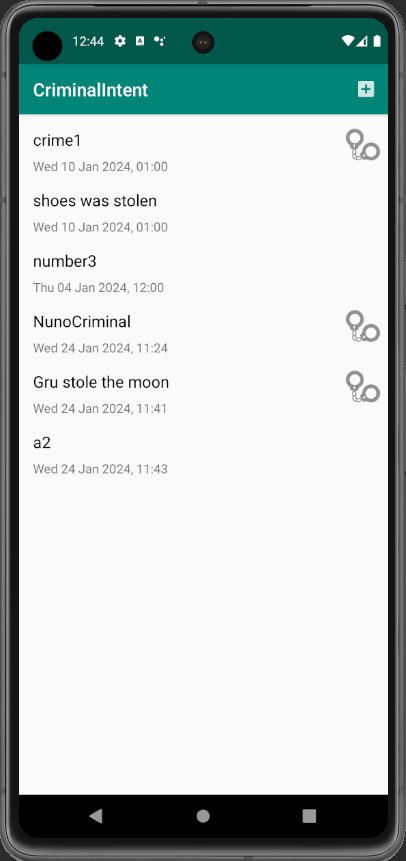 12:44
CriminalIntent
crime1
Wed 10 Jan 2024, 01:00
shoes was stolen
Wed 10 Jan 2024, 01:00
number3
Thu 04 Jan 2024, 12:00
NunoCriminal
Wed 24 Jan 2024, 11:24
Gru stole the moon
Wed 24 Jan 2024, 11:41
a2
Wed 24 Jan 2024, 11:43